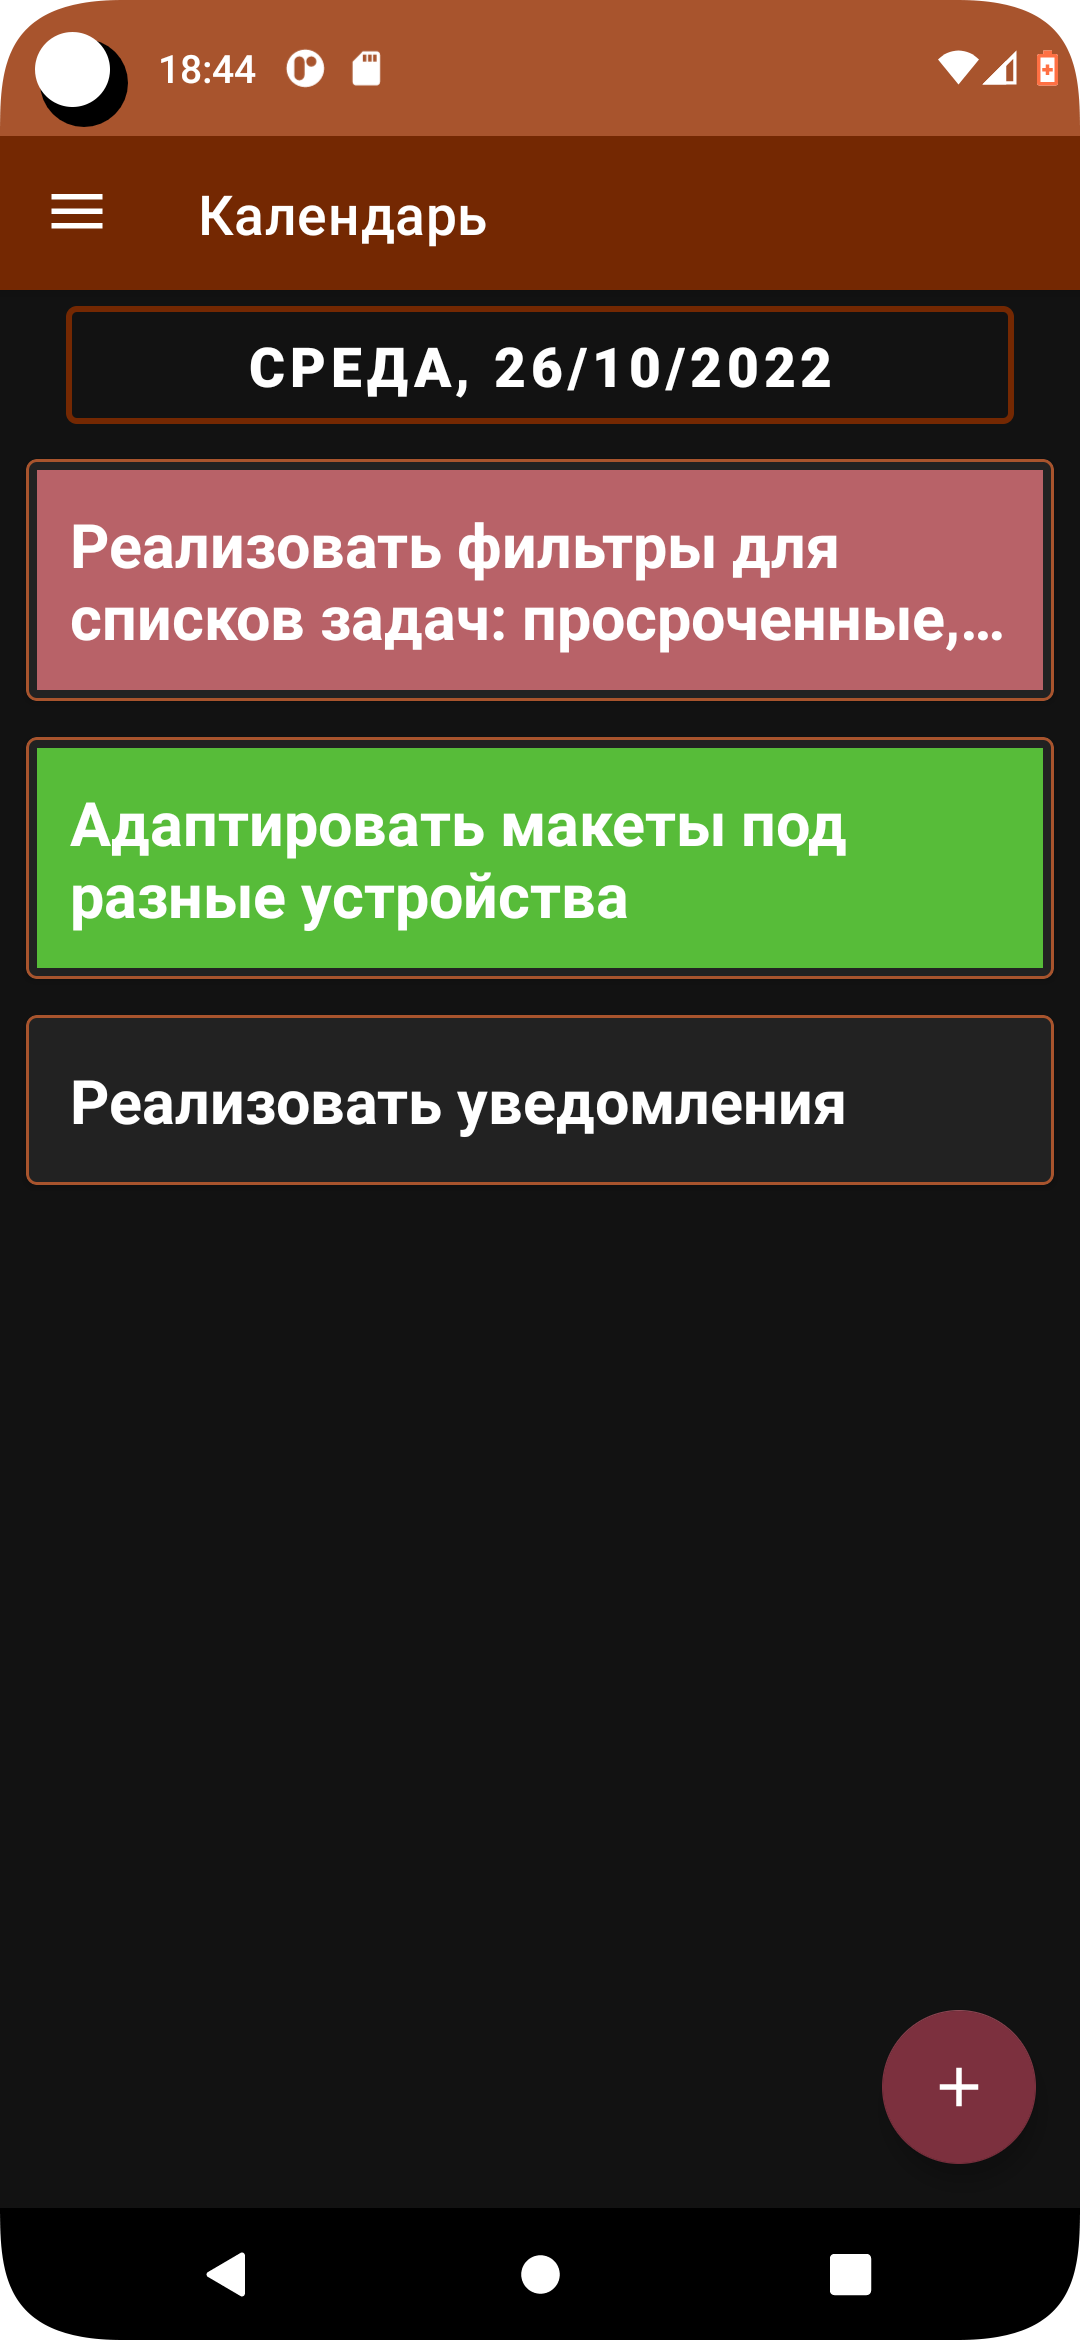 18:44
Календарь
СРЕДА, 26/10/2022
Реализовать фильтры для
списков задач: просроченные,...
Адаптировать макеты под
разные устройства
Реализовать уведомления